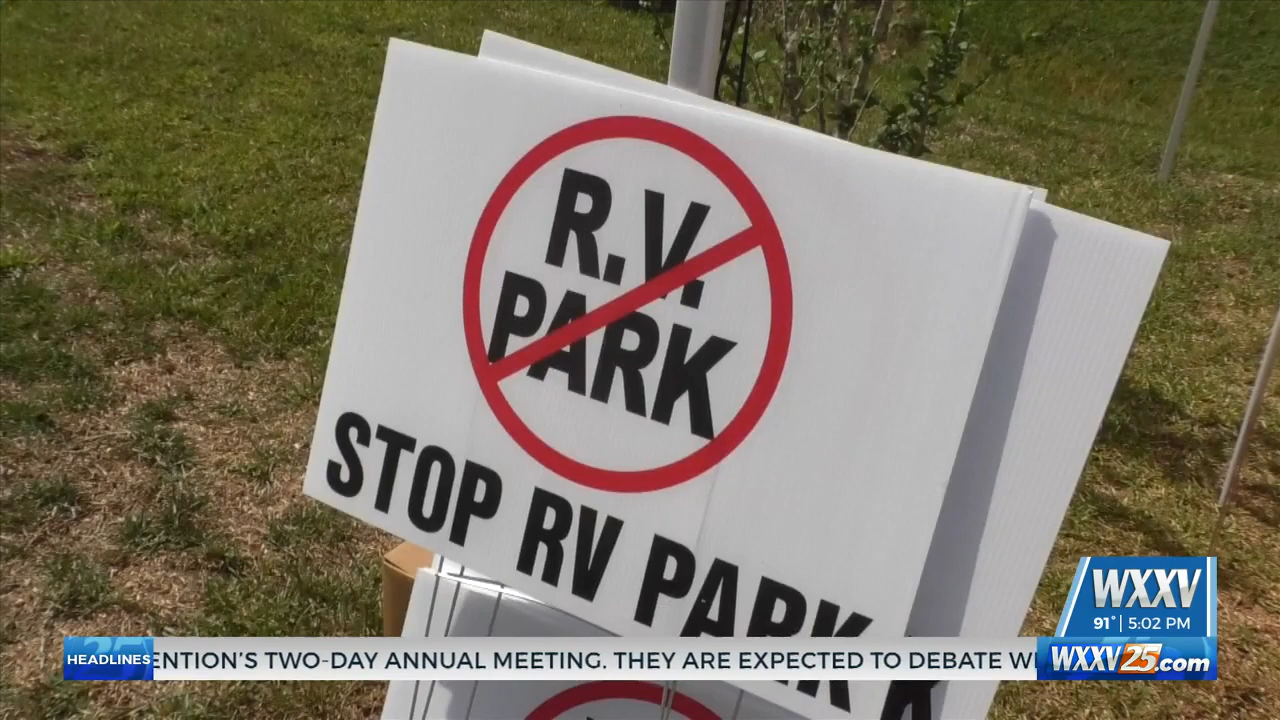 R.V.
PARK
STOP RV PARK
WXXV
91° | 5:02 PM
HEADLINES
ENTION'S TWO-DAY ANNUAL MEETING. THEY ARE EXPECTED TO DEBATE
WXXV25.com